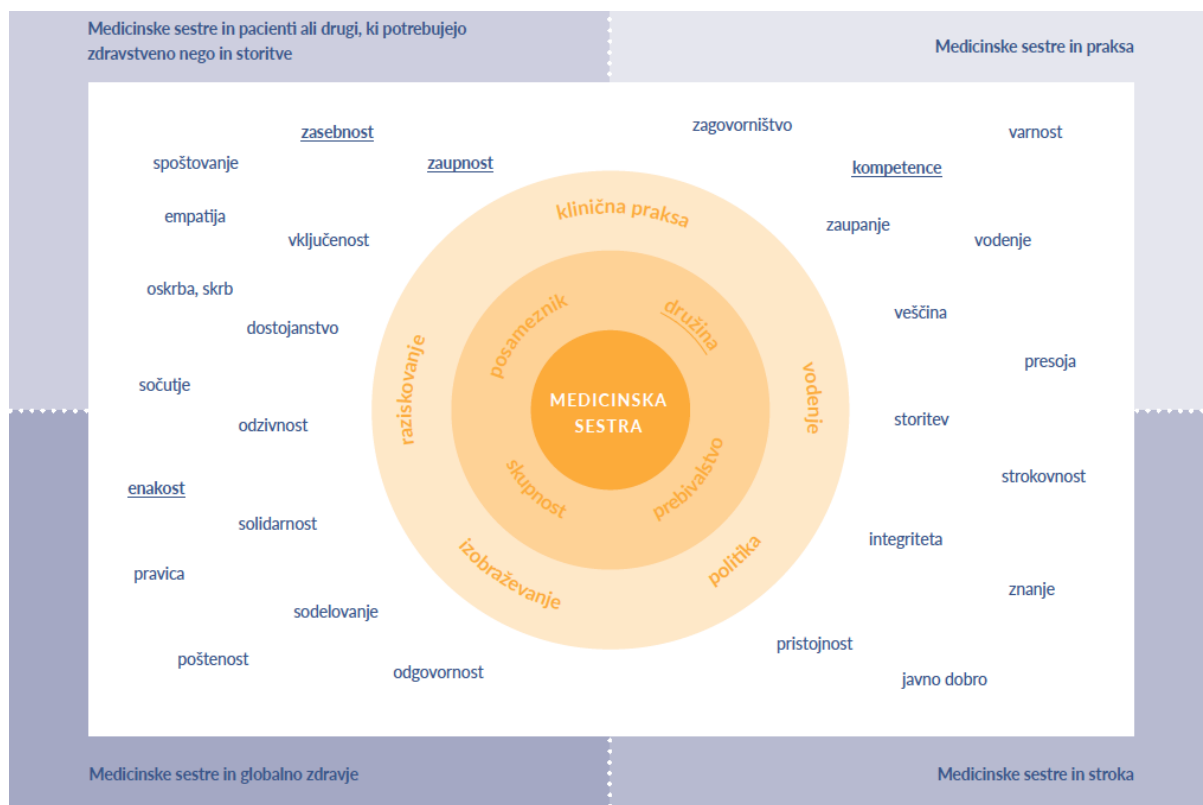 Medicinske sestre in pacienti ali drugi, ki potrebujejo
zdravstveno nego in storitve
Medicinske sestre in praksa
zasebnost
spoštovanje
zaupnost
empatija
vključenost
oskrba, skrb
dostojanstvo
sočutje
odzivnost
enakost
solidarnost
pravica
sodelovanje
poštenost
odgovornost
klinična praksa
raziskovanje
vodenje
izobraževanje
politika
posameznik
družina
skupnost
prebivalstvo
MEDICINSKA
SESTRA
zagovorništvo
varnost
kompetence
zaupanje
vodenje
veščina
presoja
storitev
strokovnost
integriteta
znanje
pristojnost
javno dobro
Medicinske sestre in globalno zdravje
Medicinske sestre in stroka